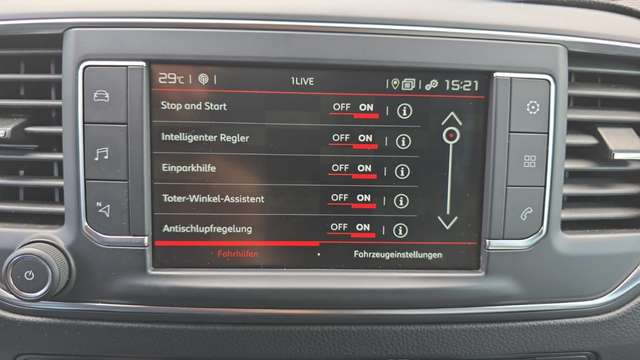 29°C 1LIVE 15:21
Stop and Start OFF ON i
Intelligenter Regler OFF ON i
Einparkhilfe OFF ON i
Toter-Winkel-Assistent OFF ON i
Antischlupfregelung OFF ON i
Fahrhilfen Fahrzeugeinstellungen
N